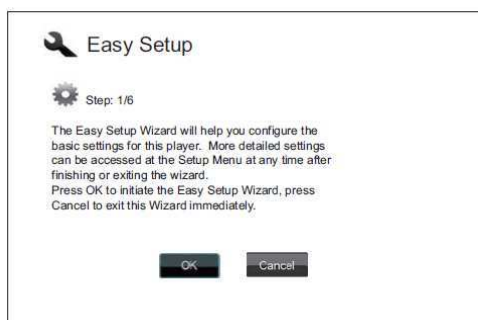 Easy Setup
Step: 1/6
The Easy Setup Wizard will help you configure the
basic settings for this player. More detailed settings
can be accessed at the Setup Menu at any time after
finishing or exiting the wizard.
Press OK to initiate the Easy Setup Wizard, press
Cancel to exit this Wizard immediately.
OK Cancel